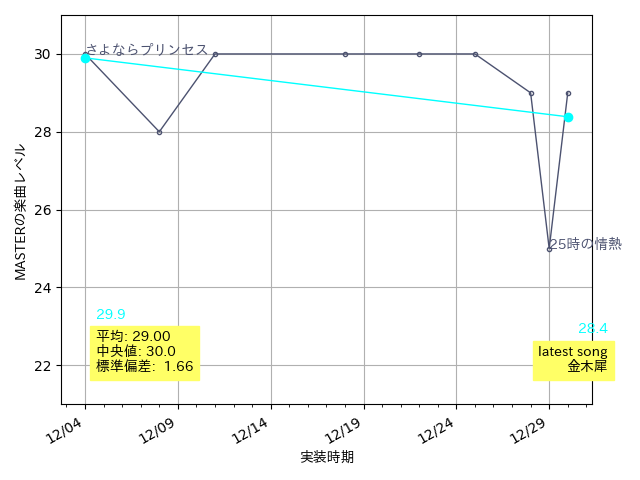 30
28
26
24
22
MASTERの楽曲レベル
さよならプリンセス
25時の情熱
29.9
平均: 29.00
中央値: 30.0
標準偏差: 1.66
28.4
latest song
金木犀
12/04
12/09
12/14
12/19
12/24
12/29
実装時期